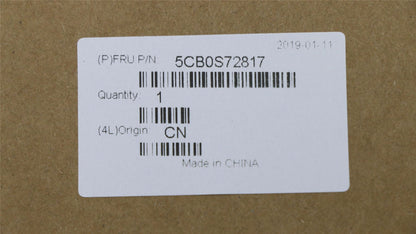 2019-01-11
(P)FRU P/N 5CB0S72817
Quantity 1
(4L)Origin CN
Made in CHINA